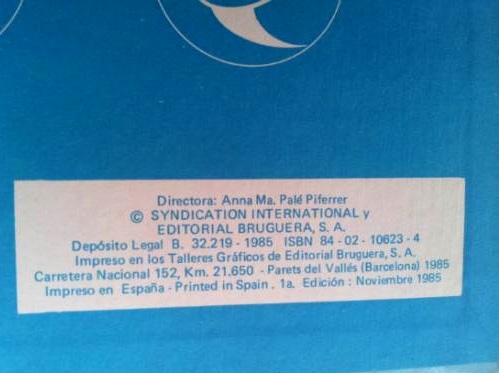 Directora: Anna Ma. Palé Piferrer
© SYNDICATION INTERNATIONAL y
EDITORIAL BRUGUERA, S. A.
Depósito Legal B. 32.219 - 1985 ISBN 84 - 02 - 10623 - 4
Impreso en los Talleres Gráficos de Editorial Bruguera, S. A.
Carretera Nacional 152, Km. 21.650 - Parets del Vallés (Barcelona) 1985
Impreso en España - Printed in Spain . 1a. Edición : Noviembre 1985